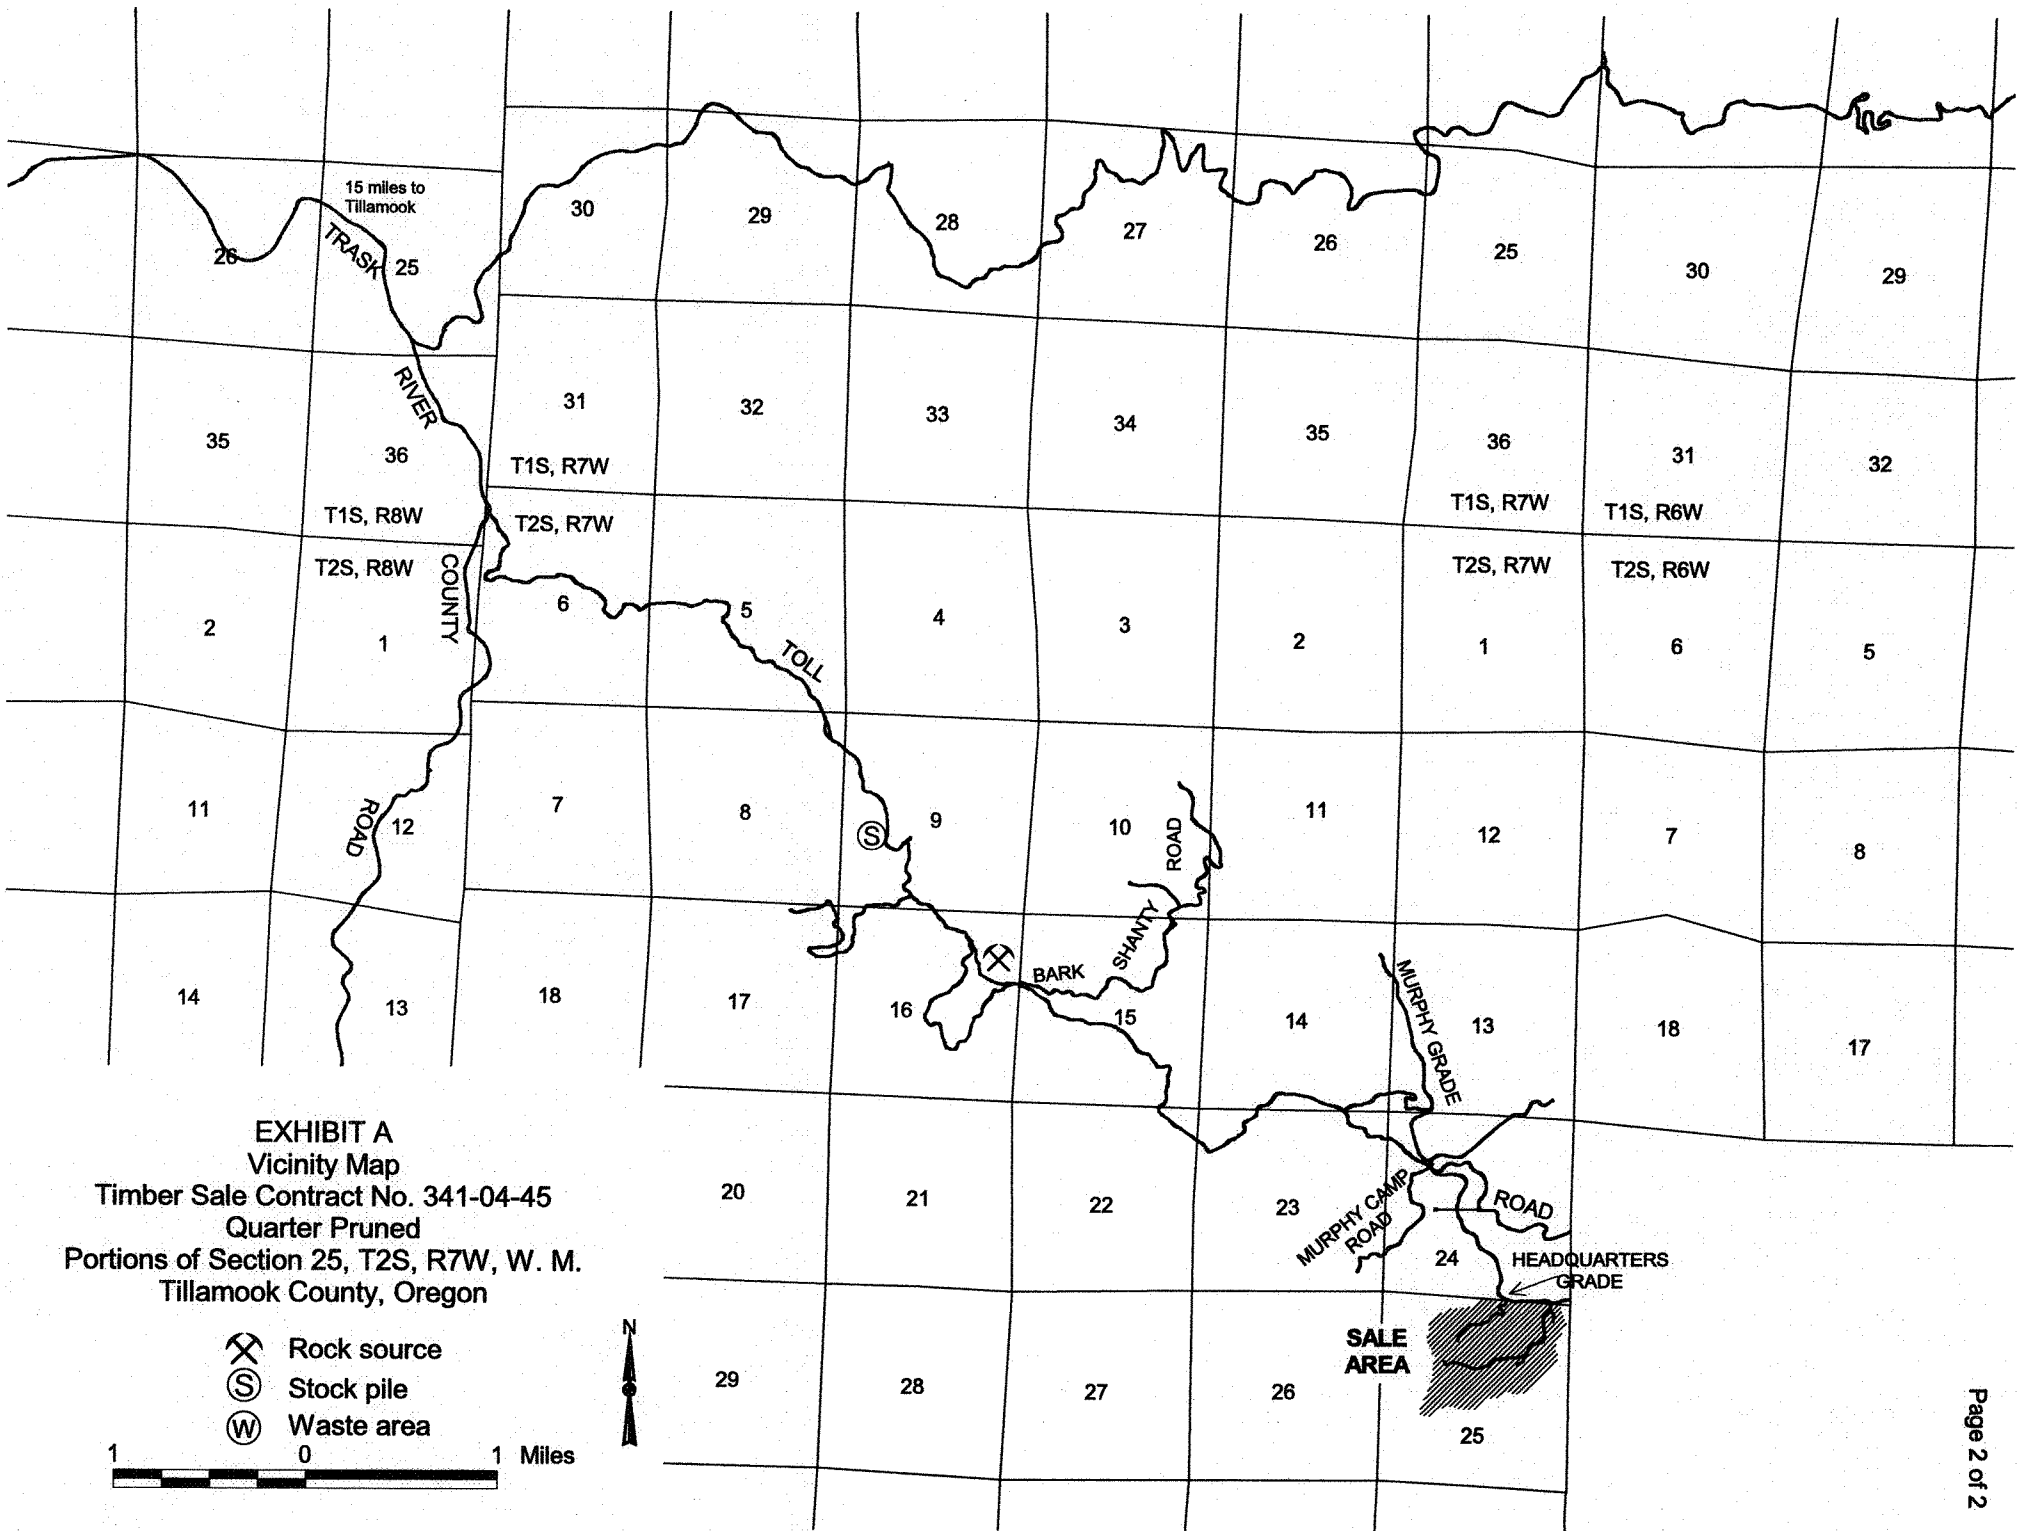 15 miles to
Tillamook
TRASK
26
25
30
29
28
27
26
25
30
29
RIVER
35
36
31
32
33
34
35
36
31
32
T1S, R7W
T1S, R7W
T1S, R6W
T1S, R8W
T2S, R7W
T2S, R8W
T2S, R7W
T2S, R6W
COUNTY
2
1
6
5
4
3
2
1
6
5
TOLL
11
ROAD
12
7
8
S
9
10
ROAD
11
12
7
8
SHANTY
BARK
MURPHY GRADE
14
13
18
17
16
15
14
13
18
17
EXHIBIT A
Vicinity Map
Timber Sale Contract No. 341-04-45
Quarter Pruned
Portions of Section 25, T2S, R7W, W. M.
Tillamook County, Oregon
20
21
22
23
MURPHY CAMP
ROAD
ROAD
24
HEADQUARTERS
GRADE
SALE
AREA
29
28
27
26
25
N
Rock source
S Stock pile
W Waste area
1 0 1 Miles
Page 2 of 2